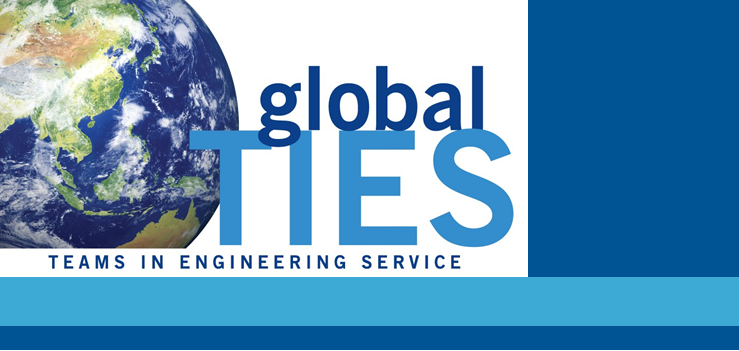 global
TIES
TEAMS IN ENGINEERING SERVICE